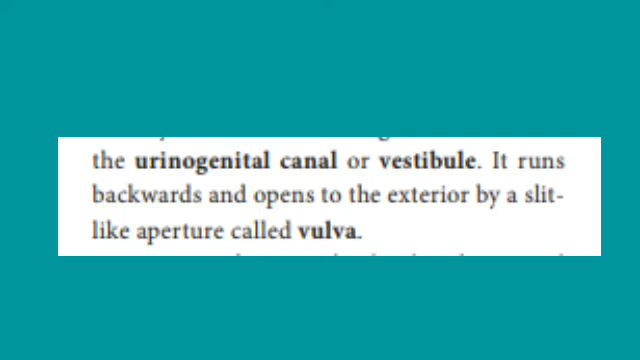 the urinogenital canal or vestibule. It runs
backwards and opens to the exterior by a slit-
like aperture called vulva.